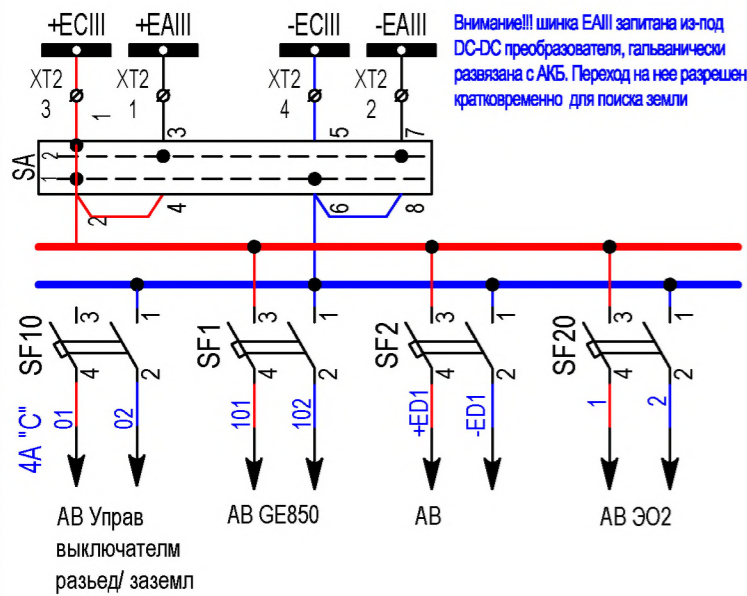 +ECIII +EAIII -ECIII -EAIII
Внимание!!! шинка EAIII запитана из-под
DC-DC преобразователя, гальванически
развязана с АКБ. Переход на нее разрешен
кратковременно для поиска земли
XT2 XT2 XT2 XT2
3 1 4 2
1 3 5 7
SA
2
1
2 4 6 8
SF10 3 1 4 2
SF1 3 1 4 2
SF2 3 1 4 2
SF20 3 1 4 2
4А "С" 01 02 101 102 +ED1 -ED1 1 2
АВ Управ
выключателм
разьед/ заземл
АВ GE850
АВ
АВ ЭО2